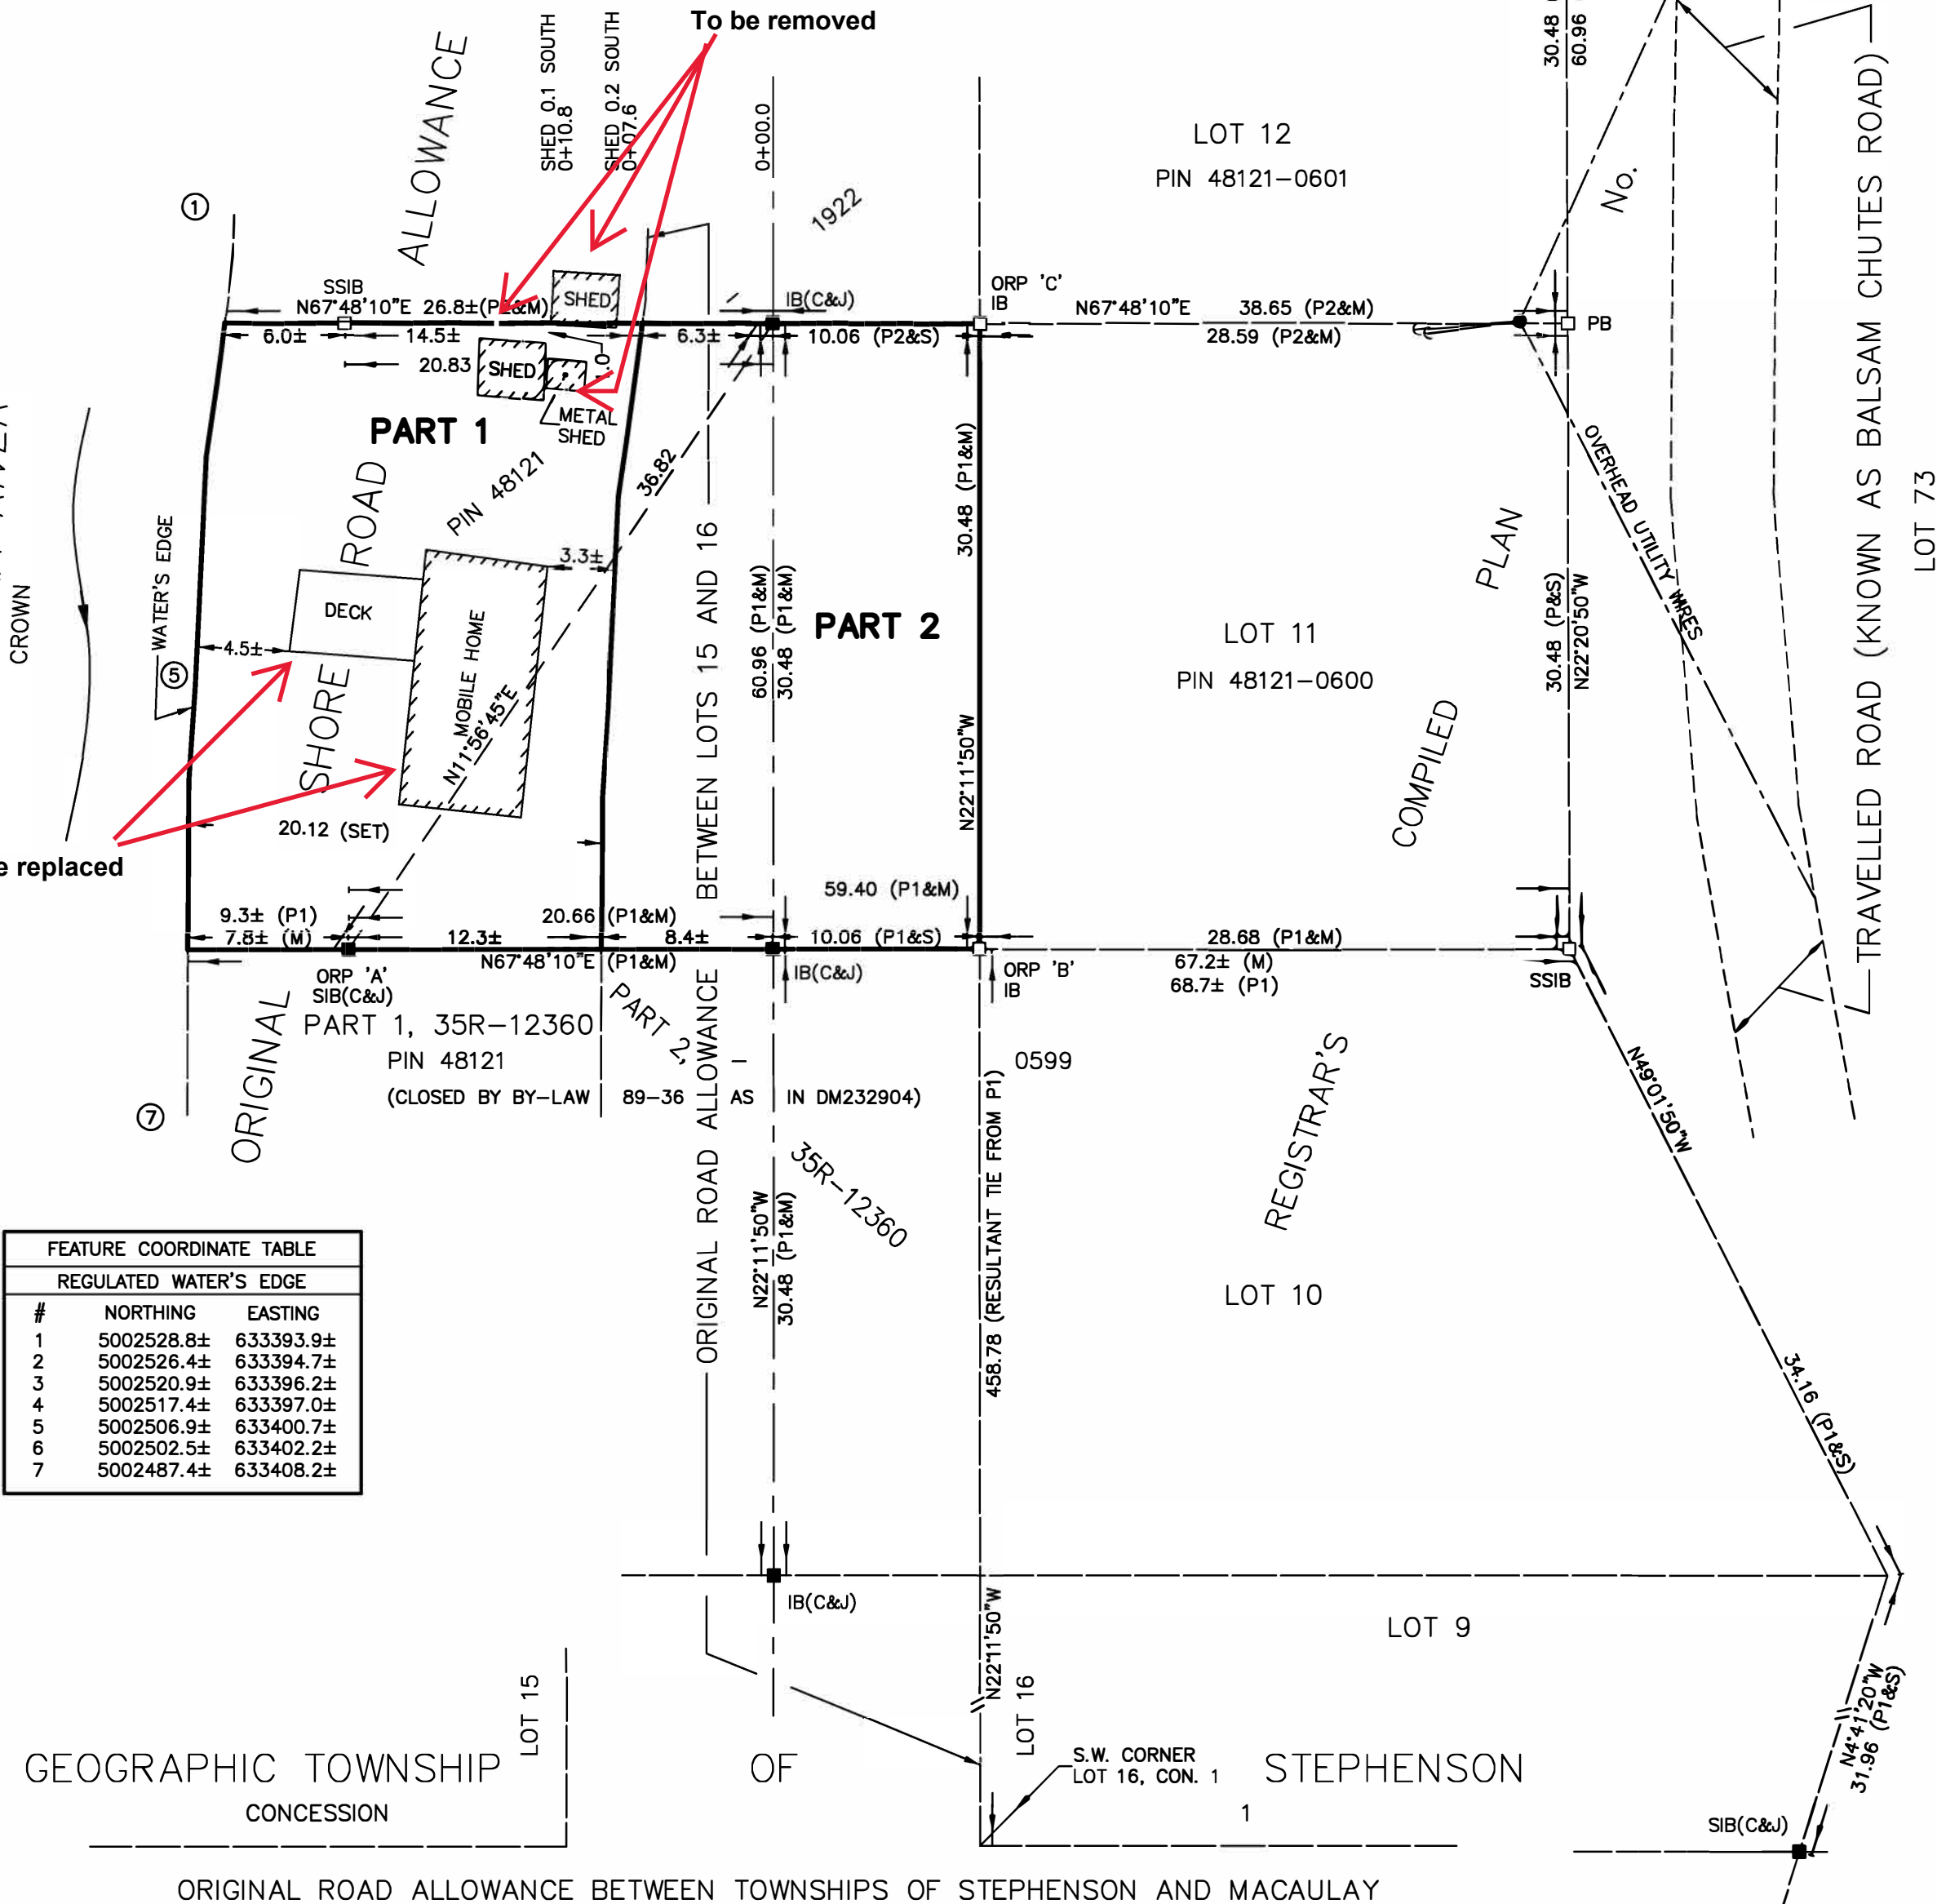 To be removed
SHED 0.1 SOUTH
0+10.8
SHED 0.2 SOUTH
0+07.6
0+00.0
30.48
60.96
ALLOWANCE
LOT 12
PIN 48121-0601
No.
1922
1
SSIB
N67°48'10"E 26.8±(P2&M)
SHED
IB(C&J)
ORP 'C'
IB
N67°48'10"E
38.65 (P2&M)
PB
6.0±
14.5±
6.3±
10.06 (P2&S)
28.59 (P2&M)
20.83
SHED
METAL
SHED
PART 1
PIN 48121
36.82
30.48 (P1&M)
OVERHEAD UTILITY WIRES
TRAVELLED ROAD (KNOWN AS BALSAM CHUTES ROAD)
LOT 73
ROAD
PLAN
WATER'S EDGE
CROWN
3.3±
DECK
MOBILE HOME
N11°56'45"E
4.5±
5
SHORE
60.96 (P1&M)
30.48 (P1&M)
PART 2
LOT 11
PIN 48121-0600
30.48 (P&S)
N22°20'50"W
COMPILED
BETWEEN LOTS 15 AND 16
N22°11'50"W
20.12 (SET)
e replaced
59.40 (P1&M)
9.3± (P1)
20.66 (P1&M)
7.8± (M)
12.3±
8.4±
10.06 (P1&S)
28.68 (P1&M)
N67°48'10"E (P1&M)
67.2± (M)
68.7± (P1)
ORP 'A'
SIB(C&J)
IB(C&J)
ORP 'B'
IB
SSIB
ORIGINAL
PART 1, 35R-12360
PART 2,
PIN 48121
-
0599
(CLOSED BY BY-LAW 89-36 AS IN DM232904)
7
35R-12360
ORIGINAL ROAD ALLOWANCE
N22°11'50"W
30.48 (P1&M)
458.78 (RESULTANT TIE FROM P1)
REGISTRAR'S
N49°01'50"W
34.16 (P1&S)
LOT 10
FEATURE COORDINATE TABLE
REGULATED WATER'S EDGE
# NORTHING EASTING
1 5002528.8± 633393.9±
2 5002526.4± 633394.7±
3 5002520.9± 633396.2±
4 5002517.4± 633397.0±
5 5002506.9± 633400.7±
6 5002502.5± 633402.2±
7 5002487.4± 633408.2±
IB(C&J)
N22°11'50"W
LOT 9
LOT 15
LOT 16
N4°41'20"W
31.96 (P1&S)
S.W. CORNER
LOT 16, CON. 1
GEOGRAPHIC TOWNSHIP OF STEPHENSON
CONCESSION 1
SIB(C&J)
ORIGINAL ROAD ALLOWANCE BETWEEN TOWNSHIPS OF STEPHENSON AND MACAULAY